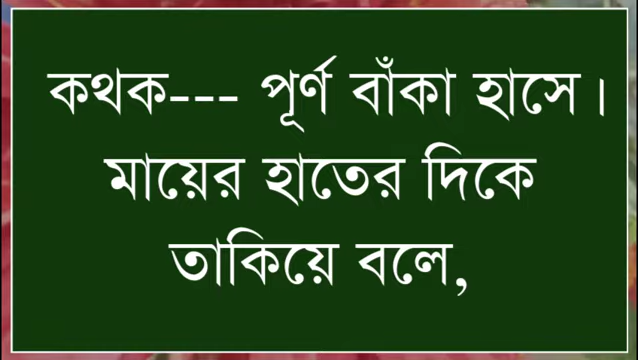 কথক--- পূর্ণ বাঁকা হাসে।
মায়ের হাতের দিকে
তাকিয়ে বলে,